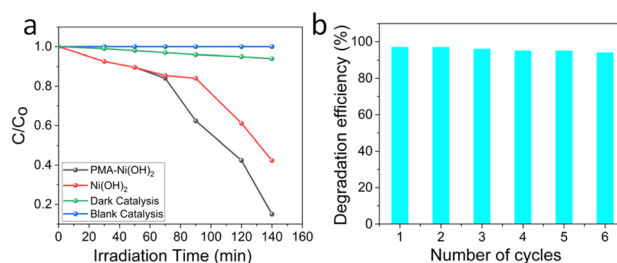 a
C/Co
1.0
0.8
0.6
0.4
0.2
PMA-Ni(OH)2
Ni(OH)2
Dark Catalysis
Blank Catalysis
0 20 40 60 80 100 120 140 160
Irradiation Time (min)
b
Degradation efficiency (%)
100
80
60
40
20
0
1 2 3 4 5 6
Number of cycles